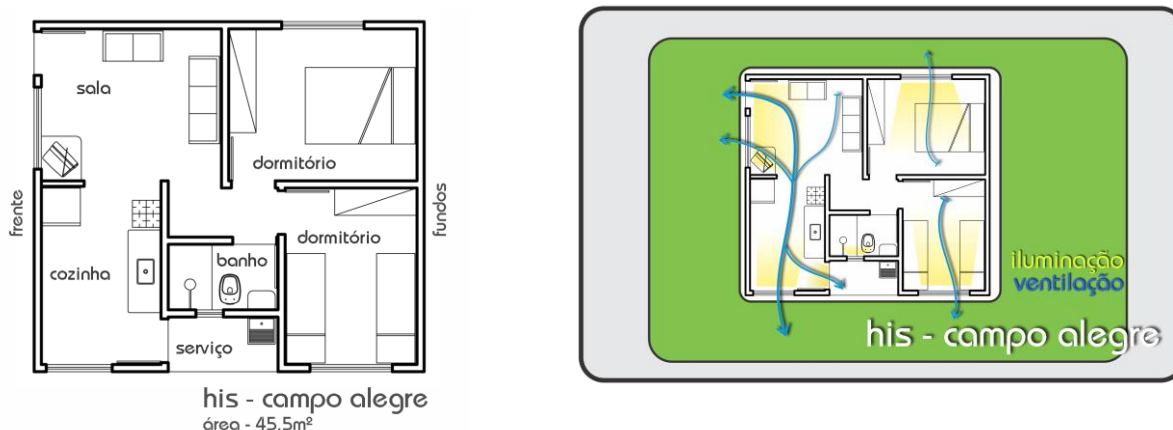 sala
dormitório
frente
fundos
dormitório
cozinha
banho
serviço
his - campo alegre
área - 45,5m²
iluminação
ventilação
his - campo alegre